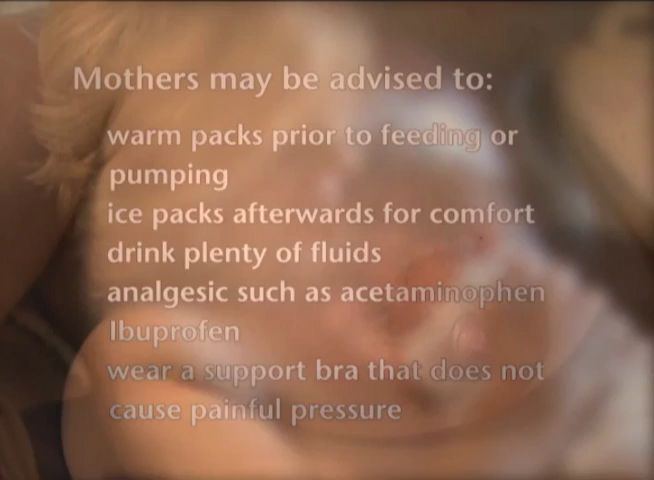 Mothers may be advised to:
warm packs prior to feeding or
pumping
ice packs afterwards for comfort
drink plenty of fluids
analgesic such as acetaminophen
Ibuprofen
wear a support bra that does not
cause painful pressure